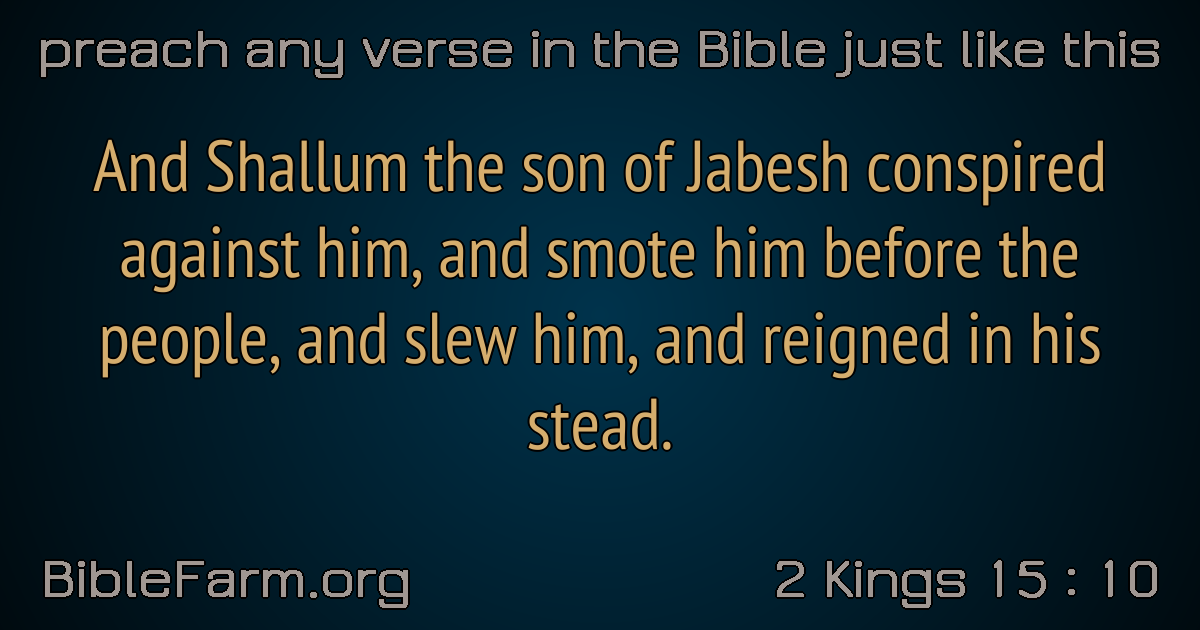 preach any verse in the Bible just like this
And Shallum the son of Jabesh conspired
against him, and smote him before the
people, and slew him, and reigned in his
stead.
BibleFarm.org
2 Kings 15 : 10